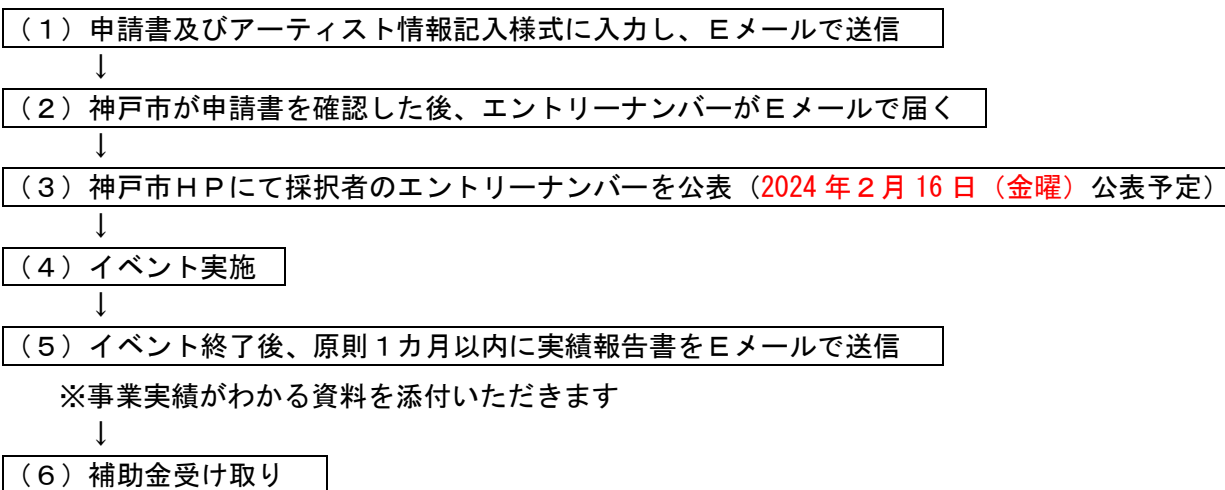 （１）申請書及びアーティスト情報記入様式に入力し、Ｅメールで送信
↓
（２）神戸市が申請書を確認した後、エントリーナンバーがＥメールで届く
↓
（３）神戸市ＨＰにて採択者のエントリーナンバーを公表（2024 年２月 16 日（金曜）公表予定）
↓
（４）イベント実施
↓
（５）イベント終了後、原則１カ月以内に実績報告書をＥメールで送信
※事業実績がわかる資料を添付いただきます
↓
（６）補助金受け取り